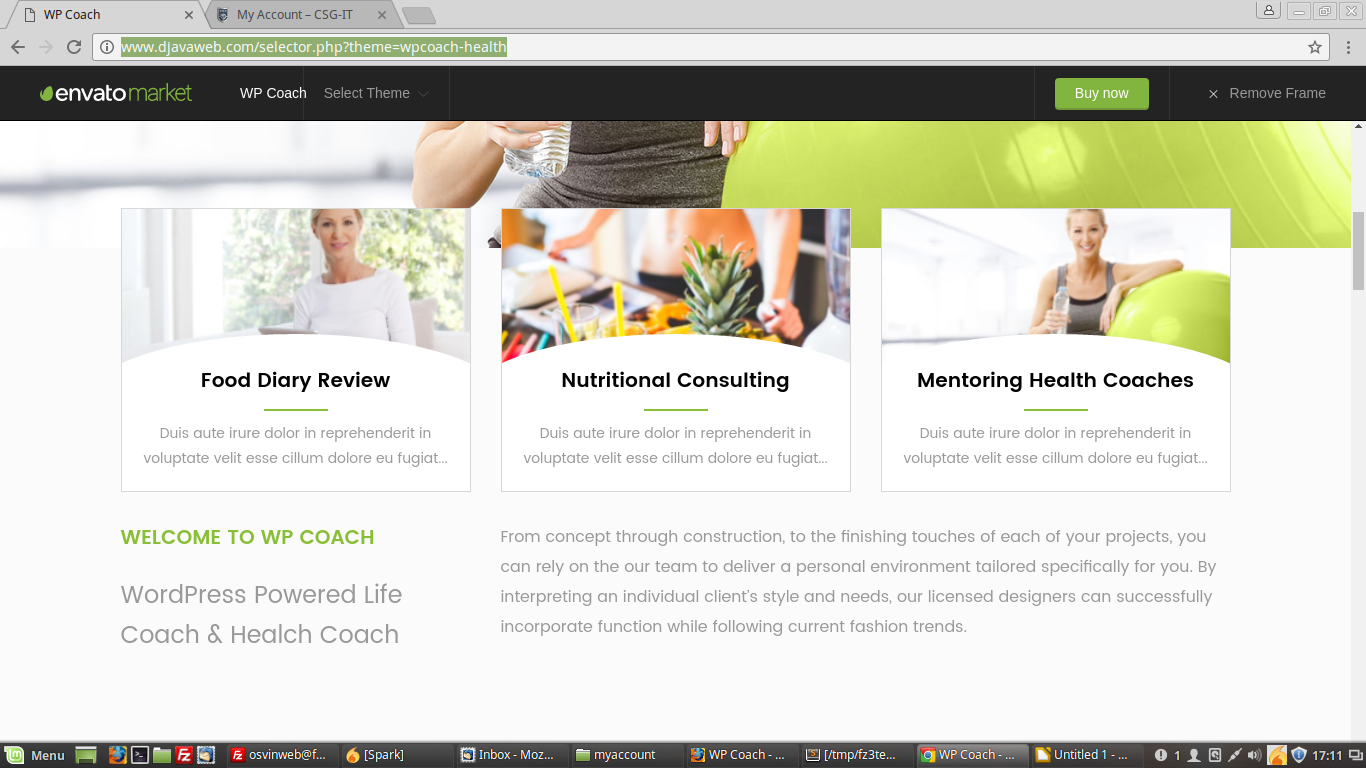 WP Coach
My Account – CSG-IT
www.djavaweb.com/selector.php?theme=wpcoach-health
envato market
WP Coach
Select Theme
Buy now
Remove Frame
Food Diary Review
Duis aute irure dolor in reprehenderit in
voluptate velit esse cillum dolore eu fugiat...
Nutritional Consulting
Duis aute irure dolor in reprehenderit in
voluptate velit esse cillum dolore eu fugiat...
Mentoring Health Coaches
Duis aute irure dolor in reprehenderit in
voluptate velit esse cillum dolore eu fugiat...
WELCOME TO WP COACH
WordPress Powered Life
Coach & Healch Coach
From concept through construction, to the finishing touches of each of your projects, you
can rely on the our team to deliver a personal environment tailored specifically for you. By
interpreting an individual client's style and needs, our licensed designers can successfully
incorporate function while following current fashion trends.
Menu
osvinweb@f...
[Spark]
Inbox - Moz...
myaccount
WP Coach - ...
[/tmp/fz3te...
WP Coach - ...
Untitled 1 - ...
1
17:11